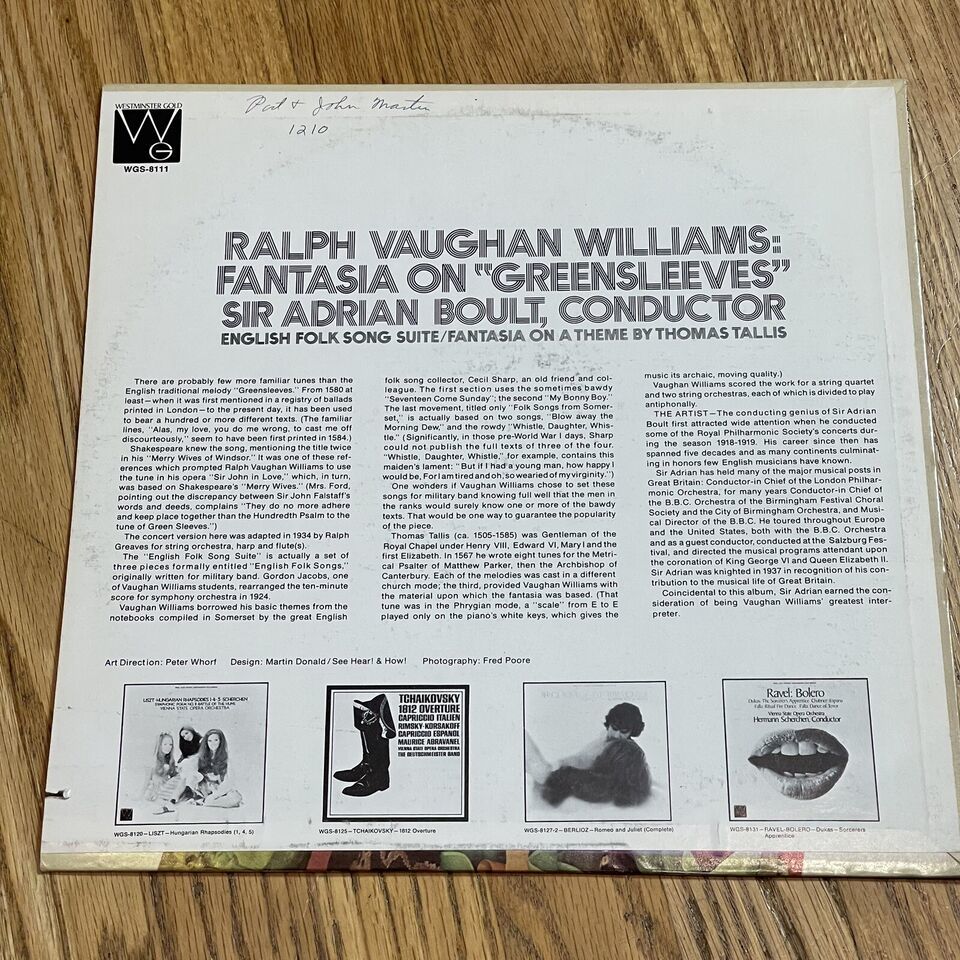 WESTMINSTER GOLD
WG
WGS-8111
Pat + John Martin
1210
RALPH VAUGHAN WILLIAMS:
FANTASIA ON "GREENSLEEVES"
SIR ADRIAN BOULT, CONDUCTOR
ENGLISH FOLK SONG SUITE/FANTASIA ON A THEME BY THOMAS TALLIS
There are probably few more familiar tunes than the
English traditional melody "Greensleeves." From 1580 at
least—when it was first mentioned in a registry of ballads
printed in London—to the present day, it has been used
to bear a hundred or more different texts. (The familiar
lines, "Alas, my love, you do me wrong, to cast me off
discourteously," seem to have been first printed in 1584.)
Shakespeare knew the song, mentioning the title twice
in his "Merry Wives of Windsor." It was one of these ref-
erences which prompted Ralph Vaughan Williams to use
the tune in his opera "Sir John in Love," which, in turn,
was based on Shakespeare's "Merry Wives." (Mrs. Ford,
pointing out the discrepancy between Sir John Falstaff's
words and deeds, complains "They do no more adhere
and keep place together than the Hundredth Psalm to the
tune of Green Sleeves.")
The concert version here was adapted in 1934 by Ralph
Greaves for string orchestra, harp and flute(s).
The "English Folk Song Suite" is actually a set of
three pieces formally entitled "English Folk Songs,"
originally written for military band. Gordon Jacobs, one
of Vaughan Williams students, rearranged the ten-minute
score for symphony orchestra in 1924.
Vaughan Williams borrowed his basic themes from the
notebooks compiled in Somerset by the great English
folk song collector, Cecil Sharp, an old friend and col-
league. The first section uses the sometimes bawdy
"Seventeen Come Sunday"; the second "My Bonny Boy."
The last movement, titled only "Folk Songs from Somer-
set," is actually based on two songs, "Blow away the
Morning Dew," and the rowdy "Whistle, Daughter, Whis-
tle." (Significantly, in those pre-World War I days, Sharp
could not publish the full texts of three of the four.
"Whistle, Daughter, Whistle," for example, contains this
maiden's lament: "But if I had a young man, how happy I
would be, For I am tired and oh, so wearied of my virginity.")
One wonders if Vaughan Williams chose to set these
songs for military band knowing full well that the men in
the ranks would surely know one or more of the bawdy
texts. That would be one way to guarantee the popularity
of the piece.
Thomas Tallis (ca. 1505-1585) was Gentleman of the
Royal Chapel under Henry VIII, Edward VI, Mary I and the
first Elizabeth. In 1567 he wrote eight tunes for the Metri-
cal Psalter of Matthew Parker, then the Archbishop of
Canterbury. Each of the melodies was cast in a different
church mode; the third, provided Vaughan Williams with
the material upon which the fantasia was based. (That
tune was in the Phrygian mode, a "scale" from E to E
played only on the piano's white keys, which gives the
music its archaic, moving quality.)
Vaughan Williams scored the work for a string quartet
and two string orchestras, each of which is divided to play
antiphonally.
THE ARTIST—The conducting genius of Sir Adrian
Boult first attracted wide attention when he conducted
some of the Royal Philharmonic Society's concerts dur-
ing the season 1918-1919. His career since then has
spanned five decades and as many continents culminat-
ing in honors few English musicians have known.
Sir Adrian has held many of the major musical posts in
Great Britain: Conductor-in Chief of the London Philhar-
monic Orchestra, for many years Conductor-in Chief of
the B.B.C. Orchestra of the Birmingham Festival Choral
Society and the City of Birmingham Orchestra, and Musi-
cal Director of the B.B.C. He toured throughout Europe
and the United States, both with the B.B.C. Orchestra
and as a guest conductor, conducted at the Salzburg Fes-
tival, and directed the musical programs attendant upon
the coronation of King George VI and Queen Elizabeth II.
Sir Adrian was knighted in 1937 in recognition of his con-
tribution to the musical life of Great Britain.
Coincidental to this album, Sir Adrian earned the con-
sideration of being Vaughan Williams' greatest inter-
preter.
Art Direction: Peter Whorf Design: Martin Donald/See Hear! & How! Photography: Fred Poore
LISZT-HUNGARIAN RHAPSODIES 1-4-5 SCHERCHEN
VIENNA STATE OPERA ORCHESTRA
WGS-8120—LISZT—Hungarian Rhapsodies (1, 4, 5)
TCHAIKOVSKY
1812 OVERTURE
CAPRICCIO ITALIEN
RIMSKY-KORSAKOFF
CAPRICCIO ESPANOL
MAURICE ABRAVANEL
VIENNA STATE OPERA ORCHESTRA
THE DEUTSCHMEISTER BAND
WGS-8125—TCHAIKOVSKY—1812 Overture
WGS-8127-2—BERLIOZ—Romeo and Juliet (Complete)
Ravel: Bolero
Vienna State Opera Orchestra
Hermann Scherchen, Conductor
WGS-8131—RAVEL-BOLERO—Dukas—Sorcerers
Apprentice